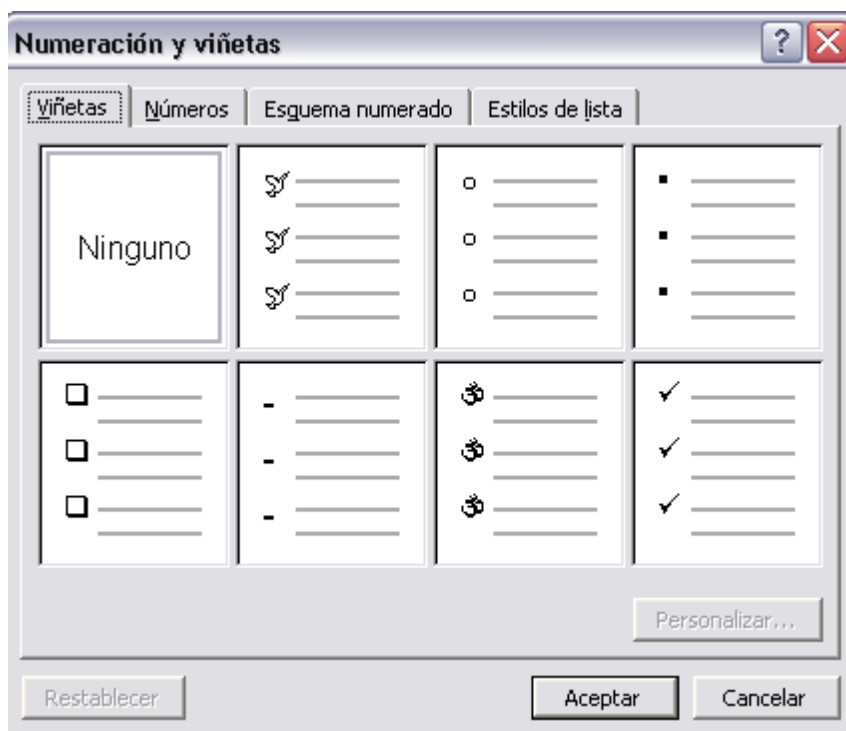 Numeración y viñetas
Viñetas Números Esquema numerado Estilos de lista
Ninguno
Personalizar...
Restablecer Aceptar Cancelar